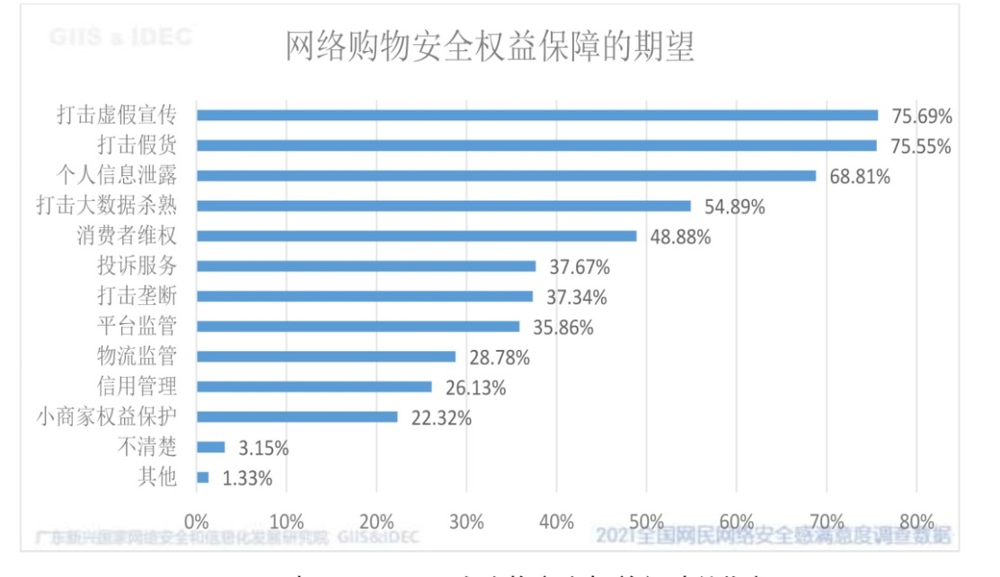 GIIS & IDEC
网络购物安全权益保障的期望
打击虚假宣传 75.69%
打击假货 75.55%
个人信息泄露 68.81%
打击大数据杀熟 54.89%
消费者维权 48.88%
投诉服务 37.67%
打击垄断 37.34%
平台监管 35.86%
物流监管 28.78%
信用管理 26.13%
小商家权益保护 22.32%
不清楚 3.15%
其他 1.33%
0% 10% 20% 30% 40% 50% 60% 70% 80%
广东新兴国家网络安全和信息化发展研究院 GIIS&IDEC
2021全国网民网络安全感满意度调查数据